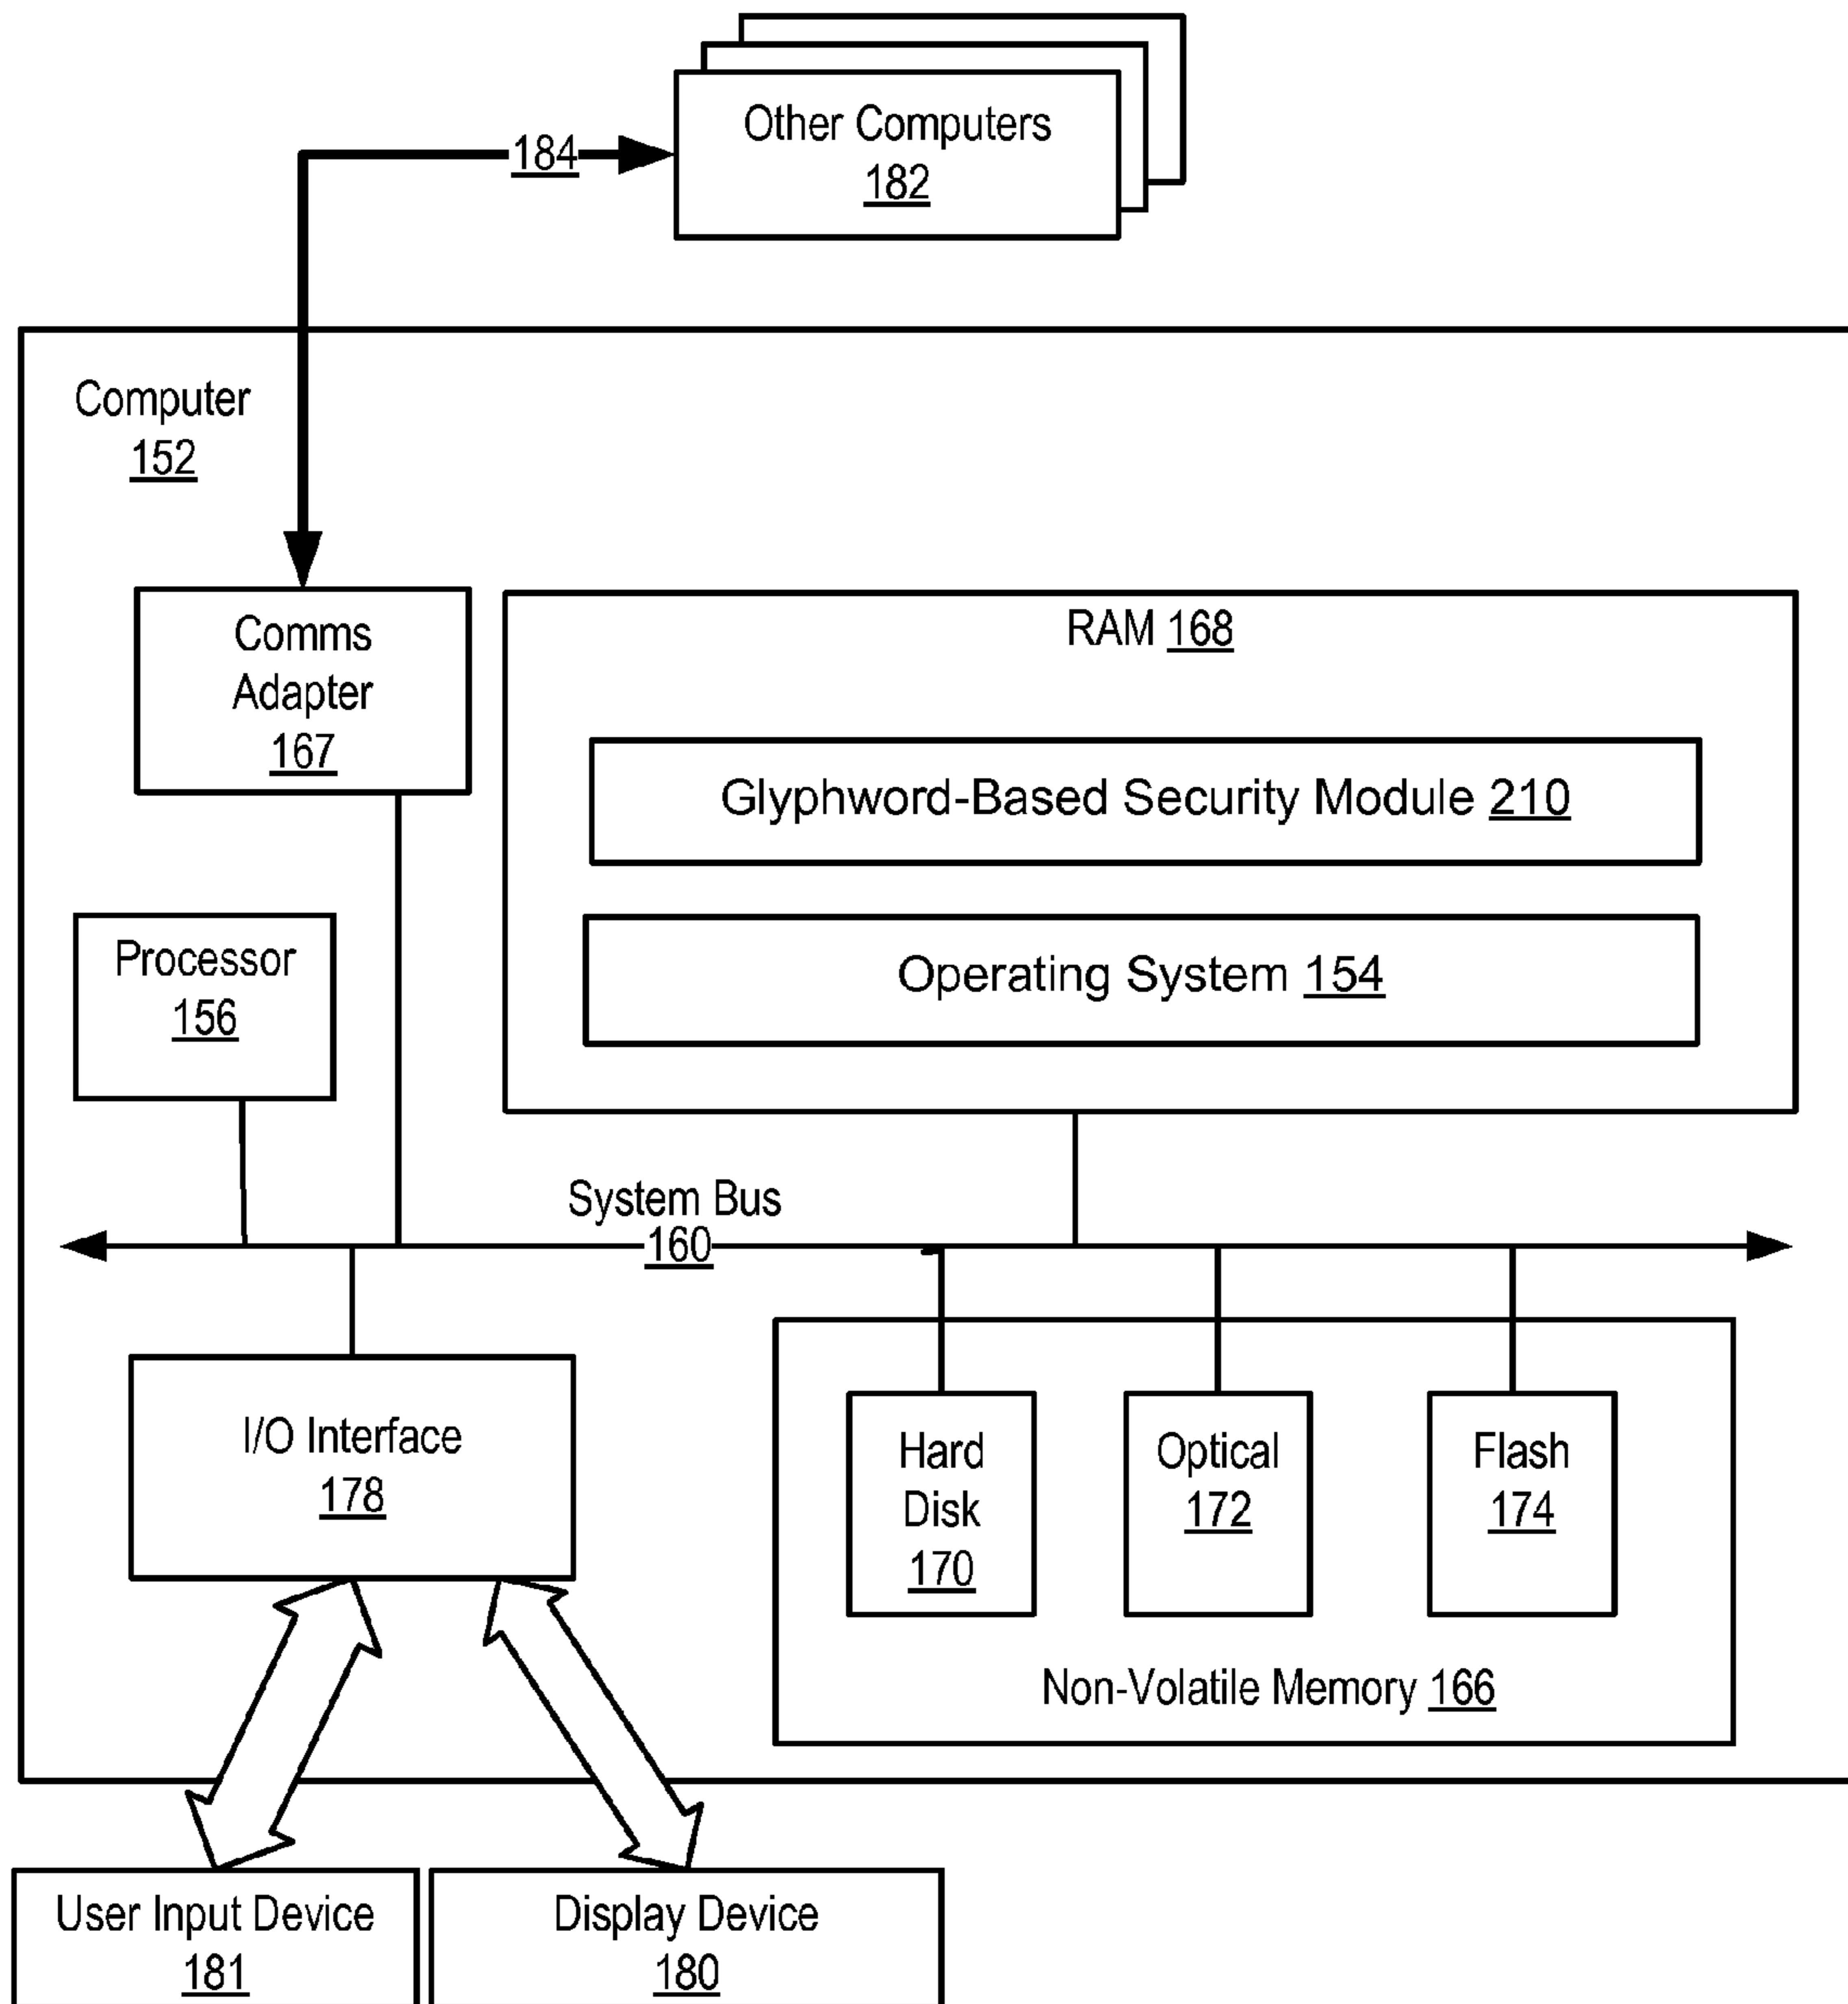 Other Computers
182
184
Computer
152
Comms
Adapter
167
RAM 168
Glyphword-Based Security Module 210
Operating System 154
Processor
156
System Bus
160
I/O Interface
178
Hard
Disk
170
Optical
172
Flash
174
Non-Volatile Memory 166
User Input Device
181
Display Device
180